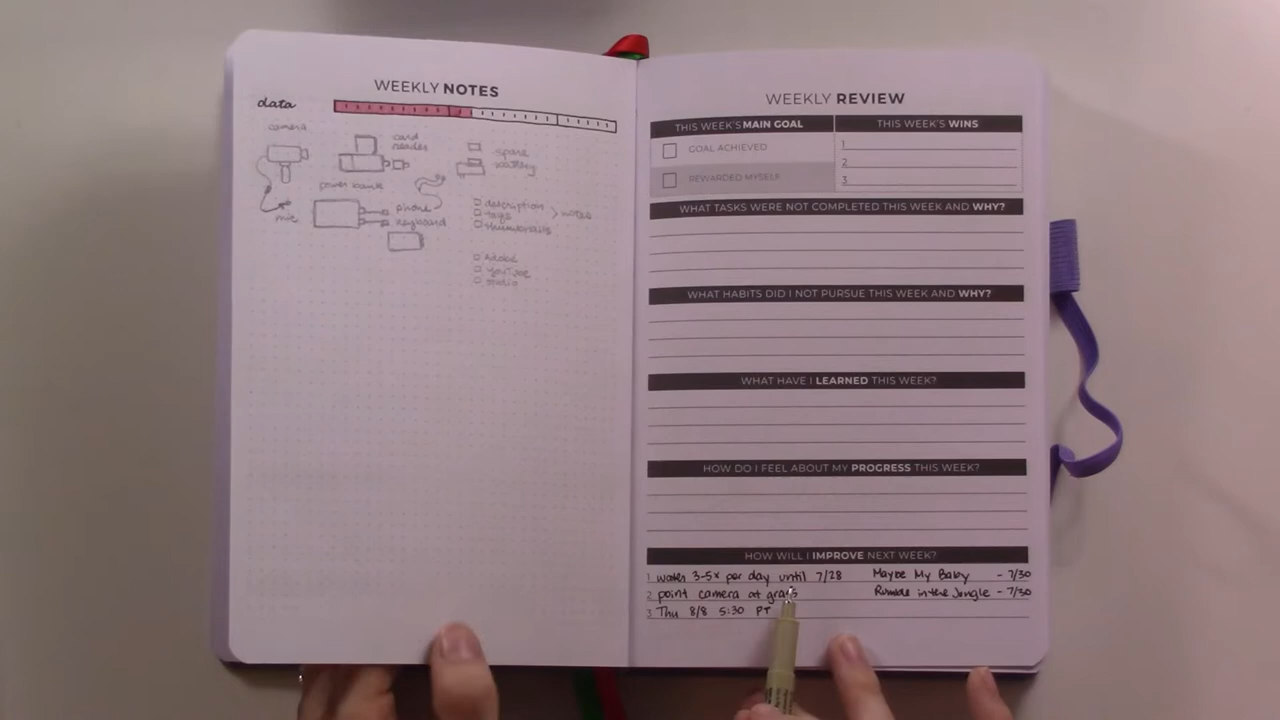 WEEKLY NOTES
data
camera
card
reader
spare
battery
power bank
mic
phone
keyboard
description
tags
thumbnails
notes
Adobe
YouTube
studio
WEEKLY REVIEW
THIS WEEK'S MAIN GOAL
THIS WEEK'S WINS
GOAL ACHIEVED
REWARDED MYSELF
1
2
3
WHAT TASKS WERE NOT COMPLETED THIS WEEK AND WHY?
WHAT HABITS DID I NOT PURSUE THIS WEEK AND WHY?
WHAT HAVE I LEARNED THIS WEEK?
HOW DO I FEEL ABOUT MY PROGRESS THIS WEEK?
HOW WILL I IMPROVE NEXT WEEK?
1 water 3-5x per day until 7/28 Maybe My Baby - 7/30
2 point camera at grass Rumble in the Jungle - 7/30
3 Thu 8/8 5:30 PT